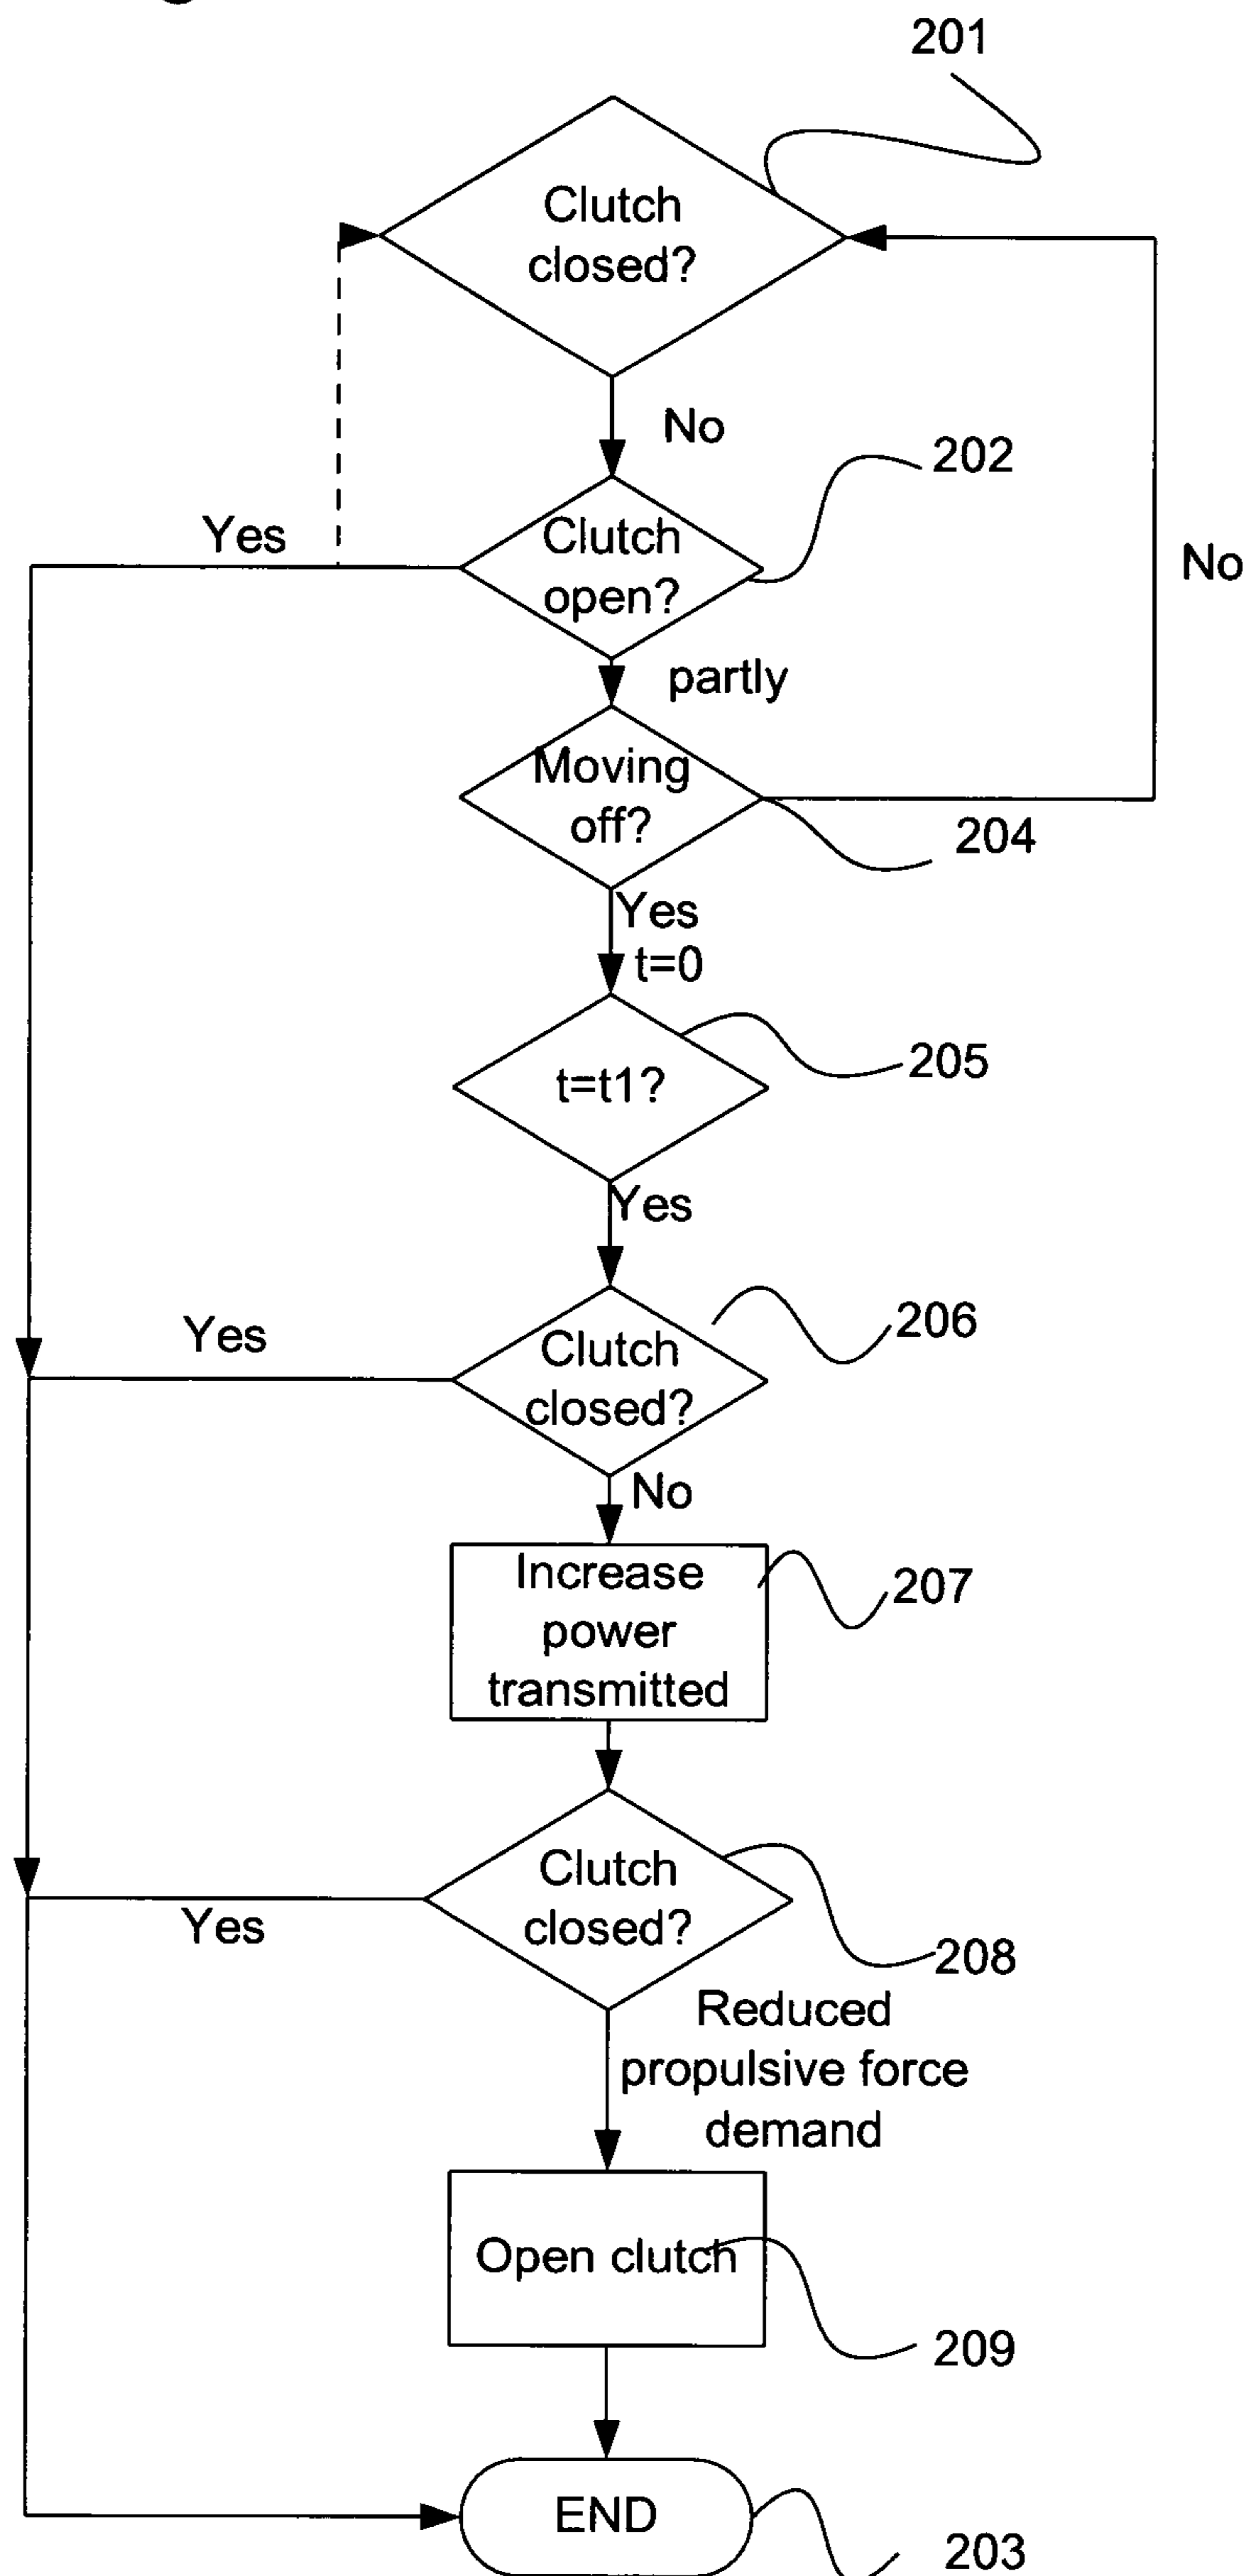 201
Clutch
closed?
No
202
Yes
Clutch
open?
No
partly
Moving
off?
204
Yes
t=0
t=t1?
205
Yes
206
Yes
Clutch
closed?
No
Increase
power
transmitted
207
Clutch
closed?
Yes
208
Reduced
propulsive force
demand
Open clutch
209
END
203